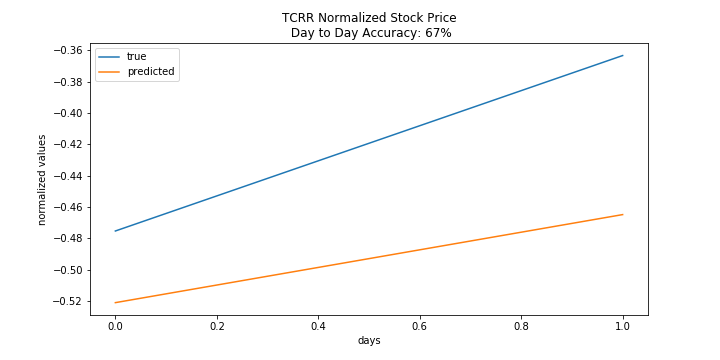 TCRR Normalized Stock Price
Day to Day Accuracy: 67%
true
predicted
normalized values
−0.36
−0.38
−0.40
−0.42
−0.44
−0.46
−0.48
−0.50
−0.52
0.0 0.2 0.4 0.6 0.8 1.0
days